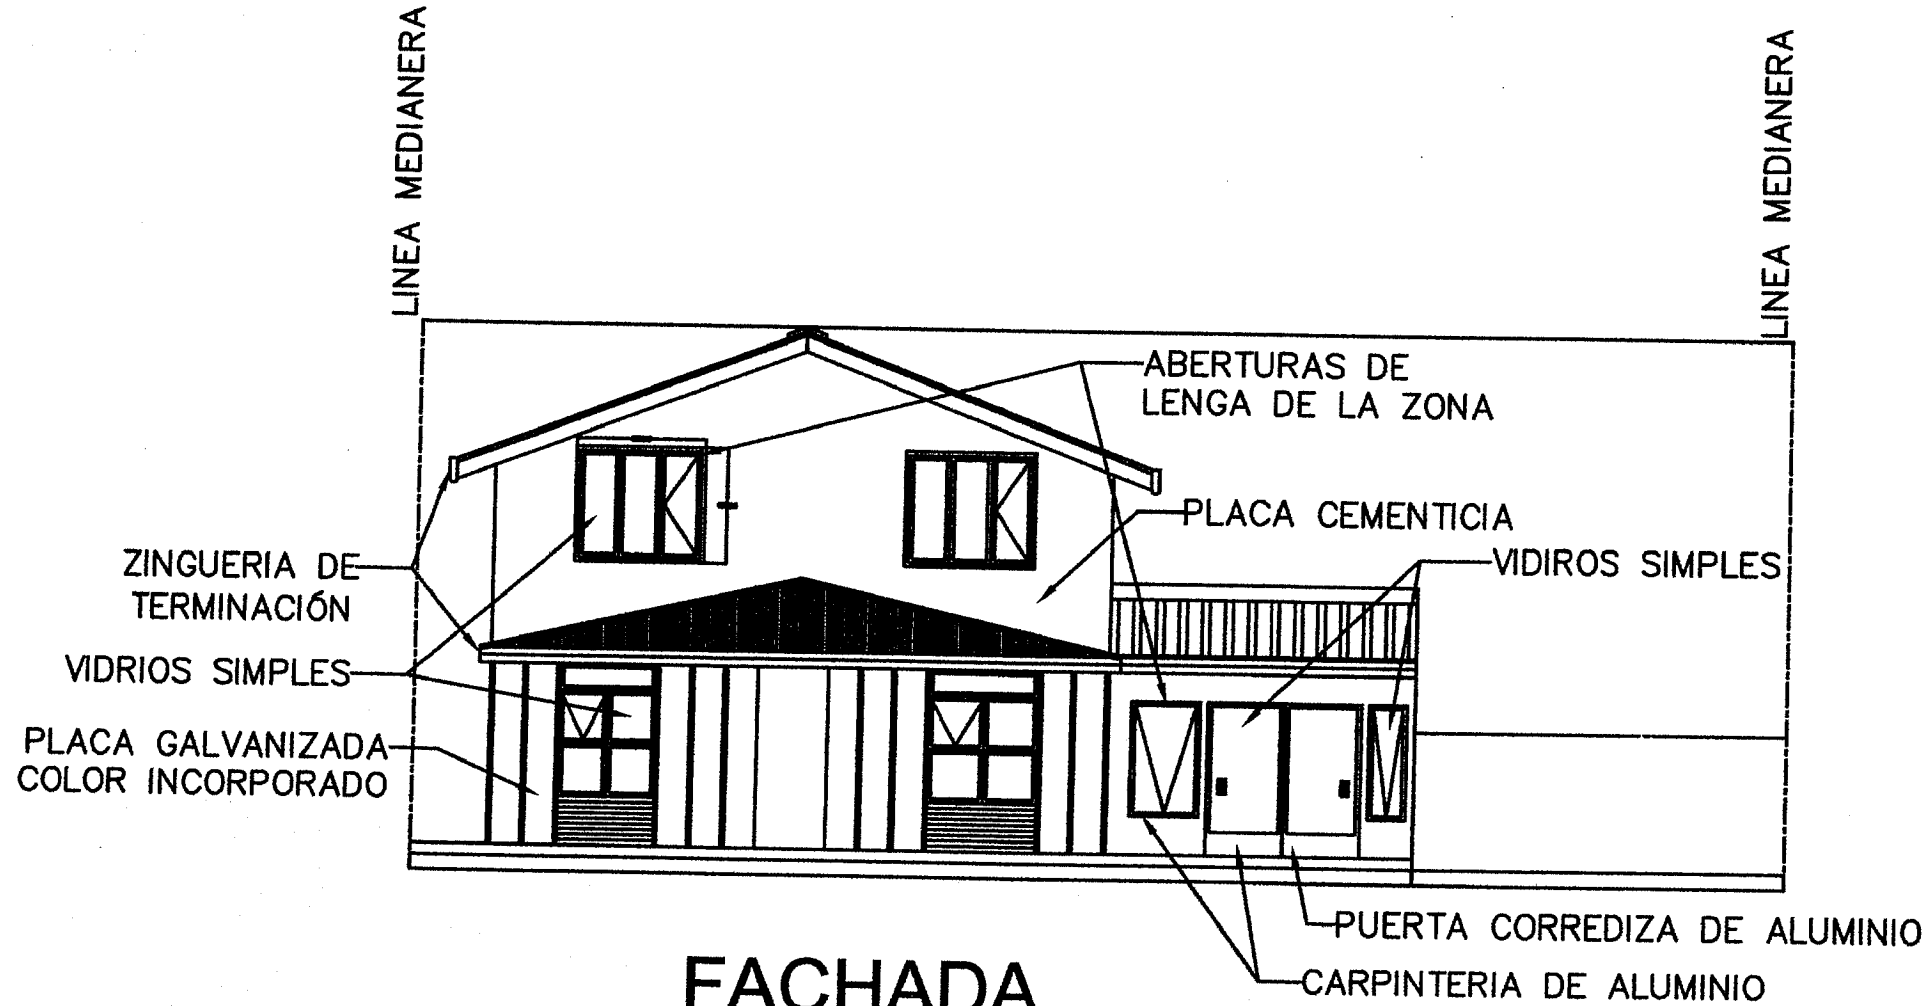 LINEA MEDIANERA
LINEA MEDIANERA
ABERTURAS DE
LENGA DE LA ZONA
PLACA CEMENTICIA
VIDIROS SIMPLES
ZINGUERIA DE
TERMINACIÓN
VIDRIOS SIMPLES
PLACA GALVANIZADA
COLOR INCORPORADO
PUERTA CORREDIZA DE ALUMINIO
CARPINTERIA DE ALUMINIO
FACHADA